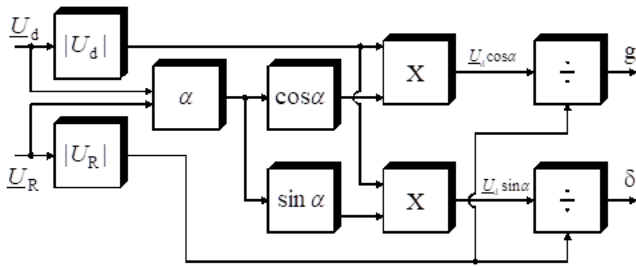 U_d |U_d| α cosα X U_d cosα ÷ g
U_R |U_R| sin α X U_d sinα ÷ δ